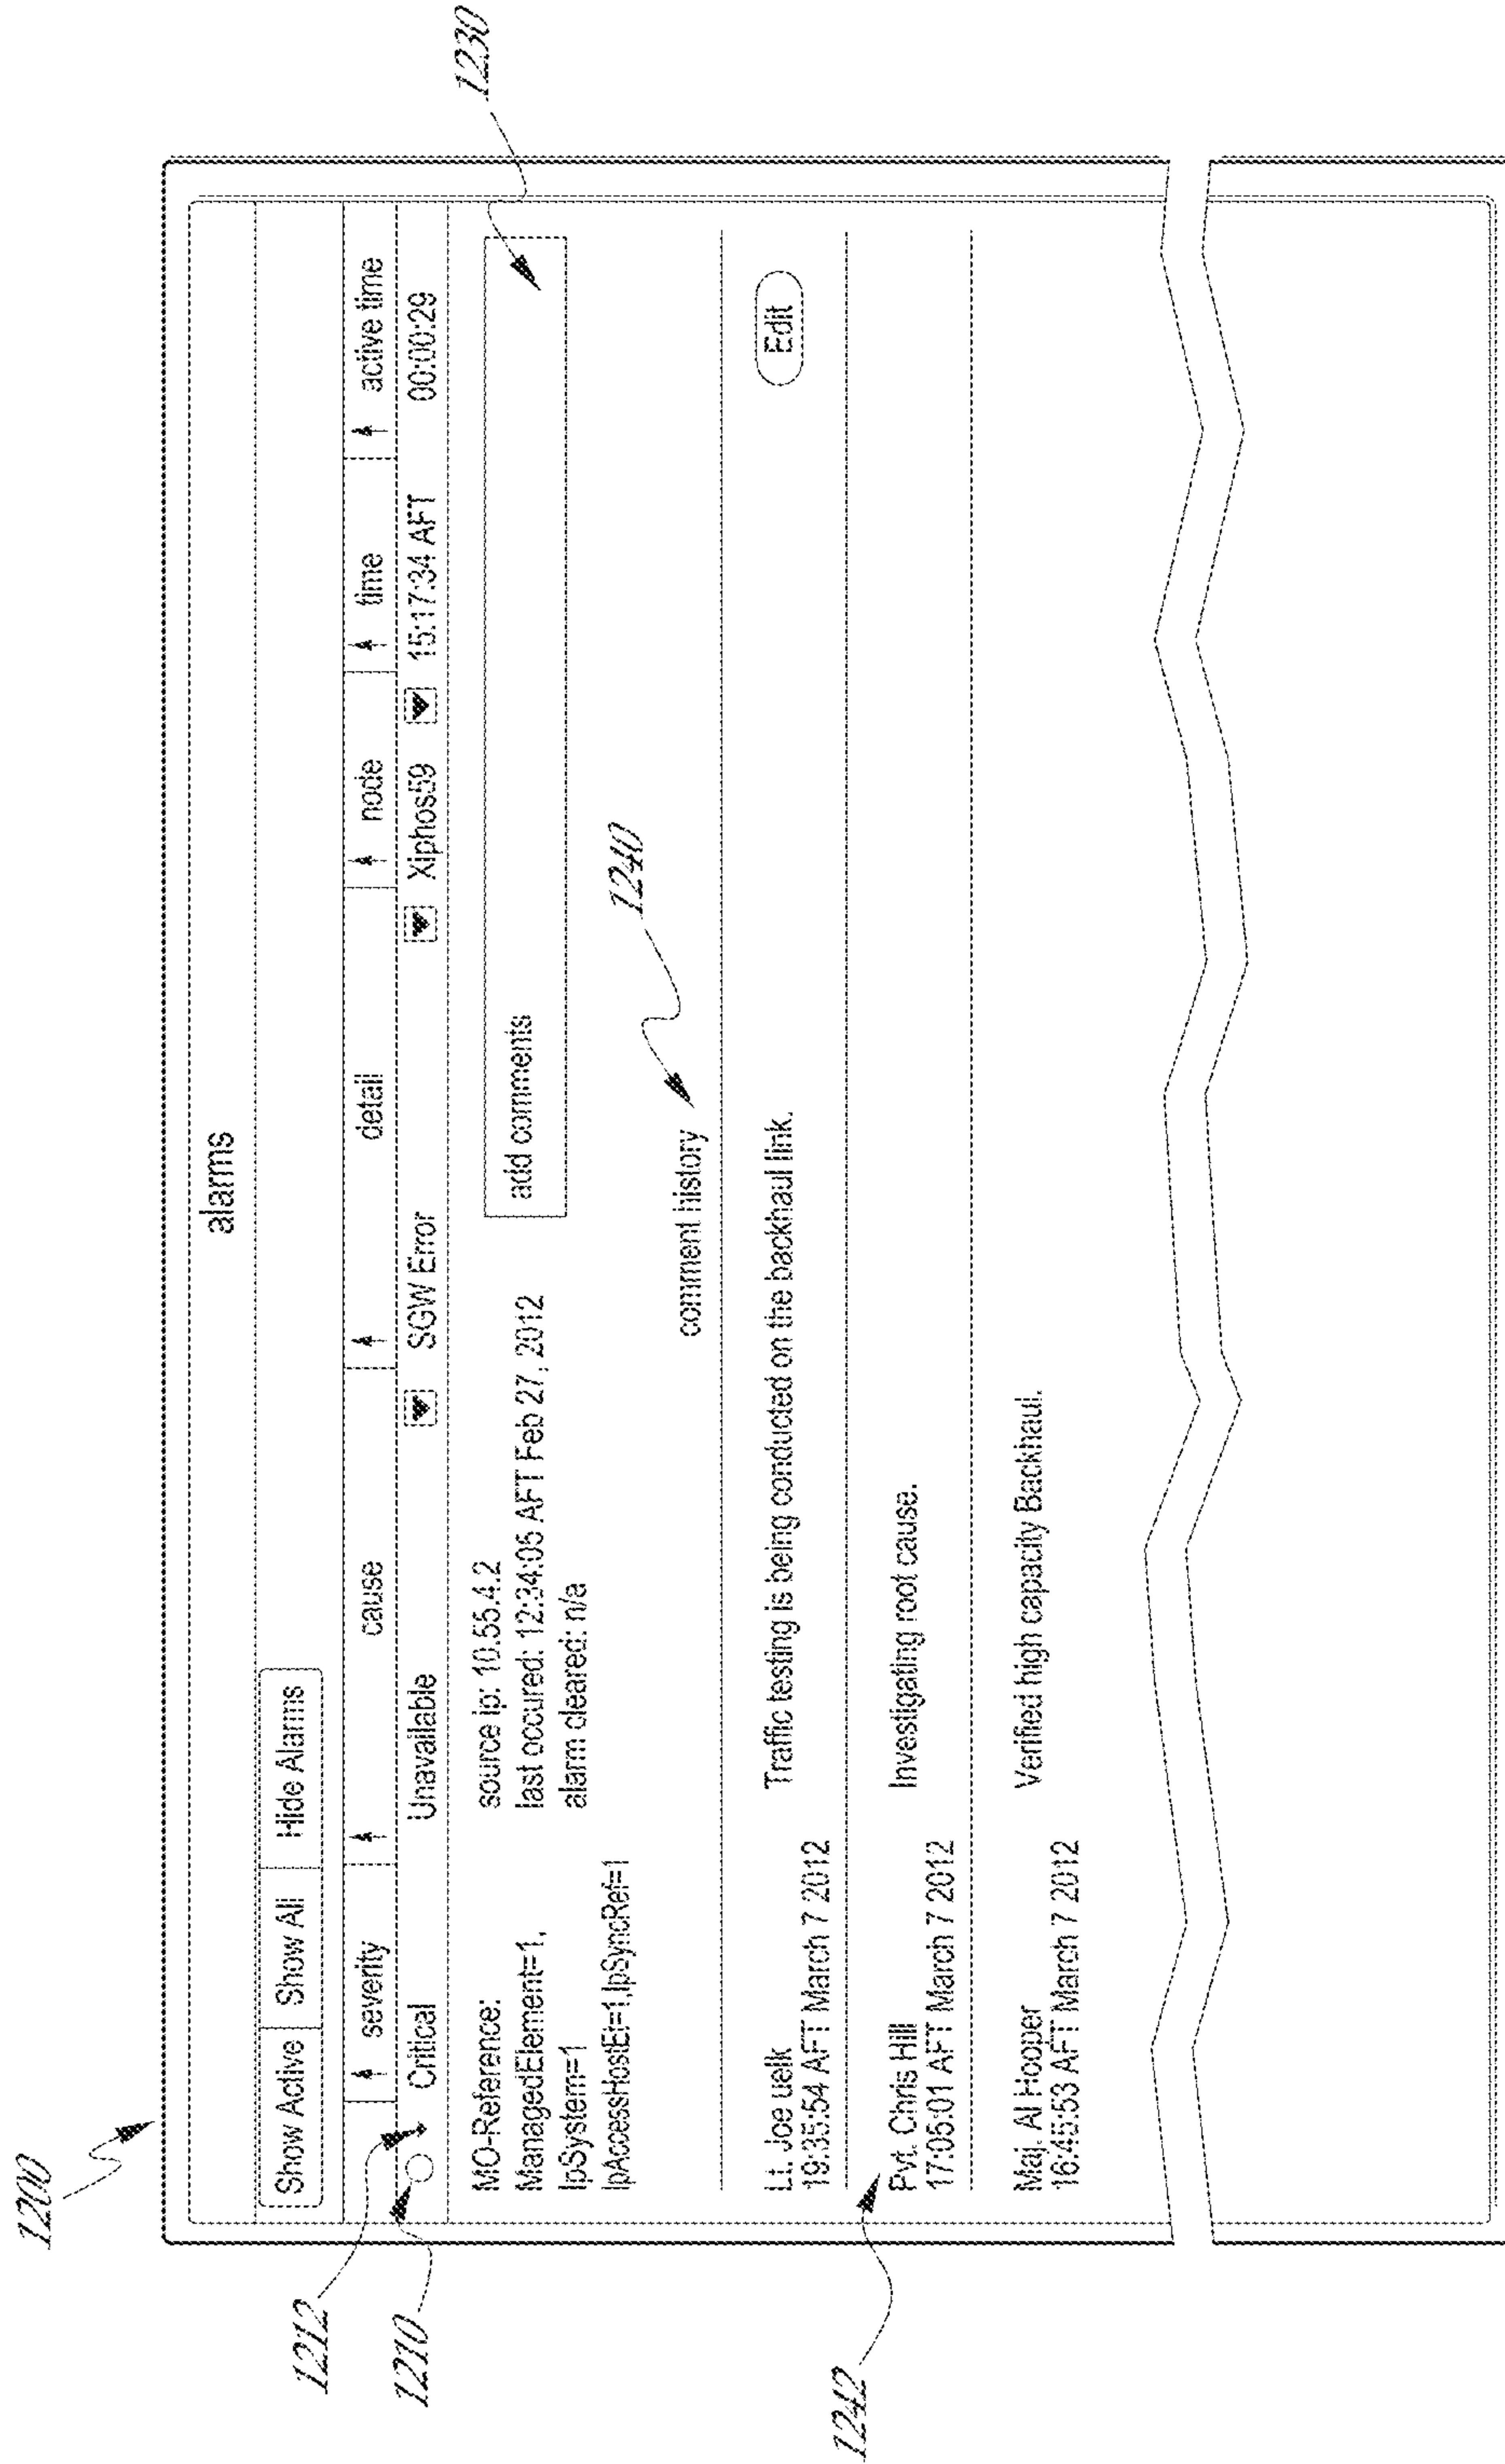 1200
alarms
Show Active Show All Hide Alarms
severity cause detail node time active time
1212
1210
Critical Unavailable SGW Error Xiphos59 15:17:34 AFT 00:00:29
MO-Reference:
ManagedElement=1,
IpSystem=1
IpAccessHostEt=1,IpSyncRef=1
source ip: 10.55.4.2
last occured: 12:34:05 AFT Feb 27, 2012
alarm cleared: n/a
add comments
1230
comment history
1240
Lt. Joe uelk
19:35:54 AFT March 7 2012
Traffic testing is being conducted on the backhaul link.
Edit
1242
Pvt. Chris Hill
17:05:01 AFT March 7 2012
Investigating root cause.
Maj. Al Hooper
16:45:53 AFT March 7 2012
Verified high capacity Backhaul.